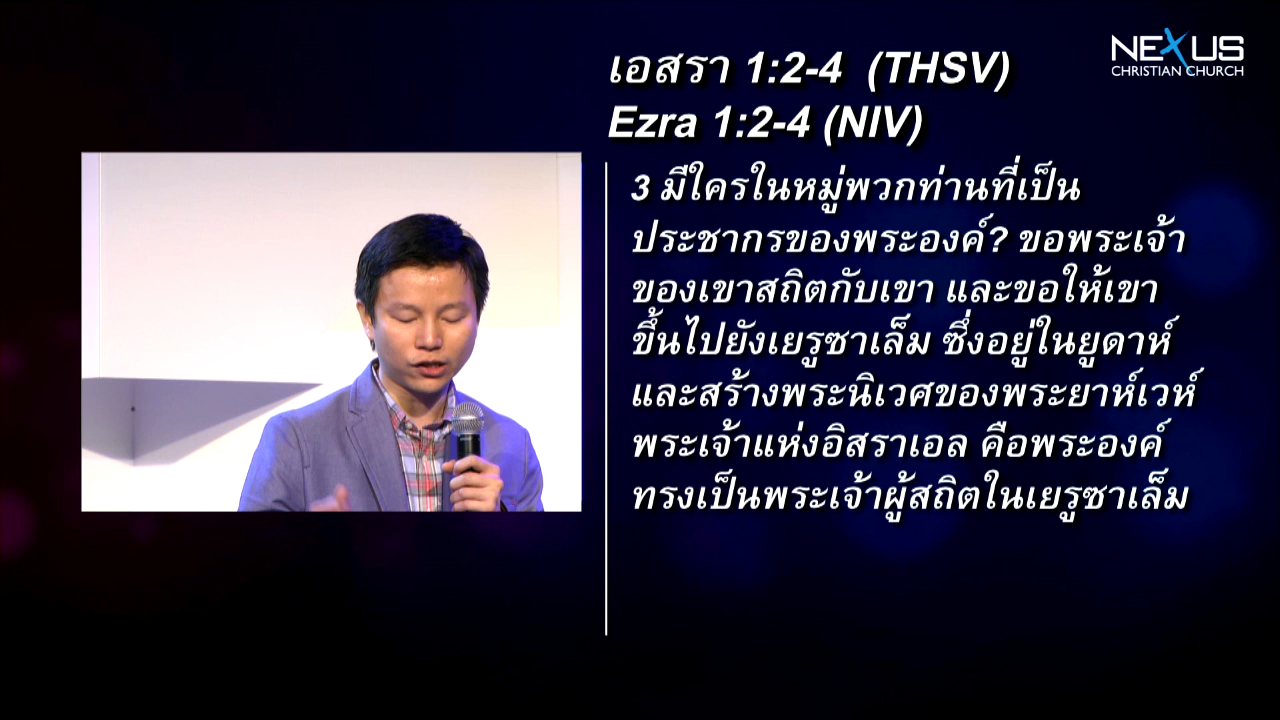 NEXUS
CHRISTIAN CHURCH
เอสรา 1:2-4 (THSV)
Ezra 1:2-4 (NIV)
3 มีใครในหมู่พวกท่านที่เป็น
ประชากรของพระองค์? ขอพระเจ้า
ของเขาสถิตกับเขา และขอให้เขา
ขึ้นไปยังเยรูซาเล็ม ซึ่งอยู่ในยูดาห์
และสร้างพระนิเวศของพระยาห์เวห์
พระเจ้าแห่งอิสราเอล คือพระองค์
ทรงเป็นพระเจ้าผู้สถิตในเยรูซาเล็ม